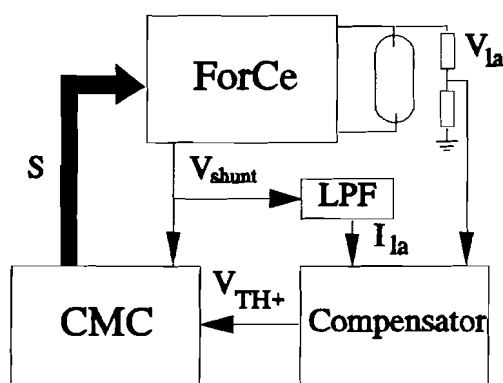 ForCe
V_la
S
V_shunt
LPF
I_la
V_TH+
CMC
Compensator